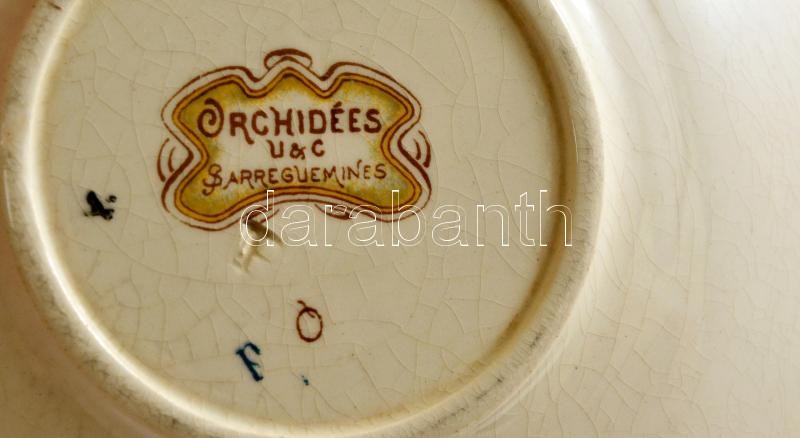 ORCHIDÉES
U & C
SARREGUEMINES
darabanth
O
F